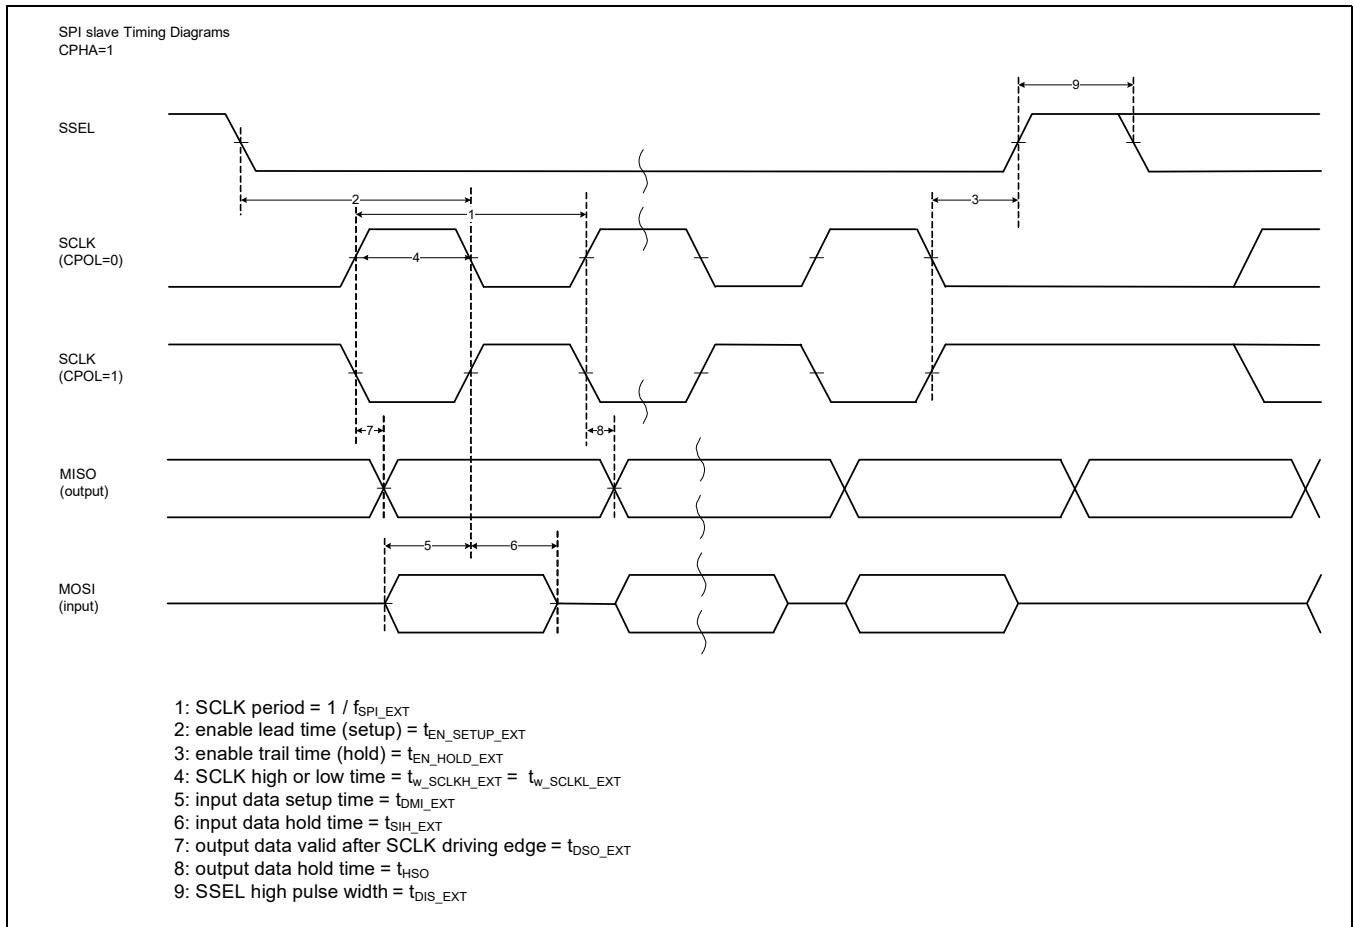 SPI slave Timing Diagrams
CPHA=1
9
SSEL
2
3
1
SCLK
(CPOL=0)
4
SCLK
(CPOL=1)
7
8
MISO
(output)
5
6
MOSI
(input)
1: SCLK period = 1 / fSPI_EXT
2: enable lead time (setup) = tEN_SETUP_EXT
3: enable trail time (hold) = tEN_HOLD_EXT
4: SCLK high or low time = tw_SCLKH_EXT = tw_SCLKL_EXT
5: input data setup time = tDMI_EXT
6: input data hold time = tSIH_EXT
7: output data valid after SCLK driving edge = tDSO_EXT
8: output data hold time = tHSO
9: SSEL high pulse width = tDIS_EXT